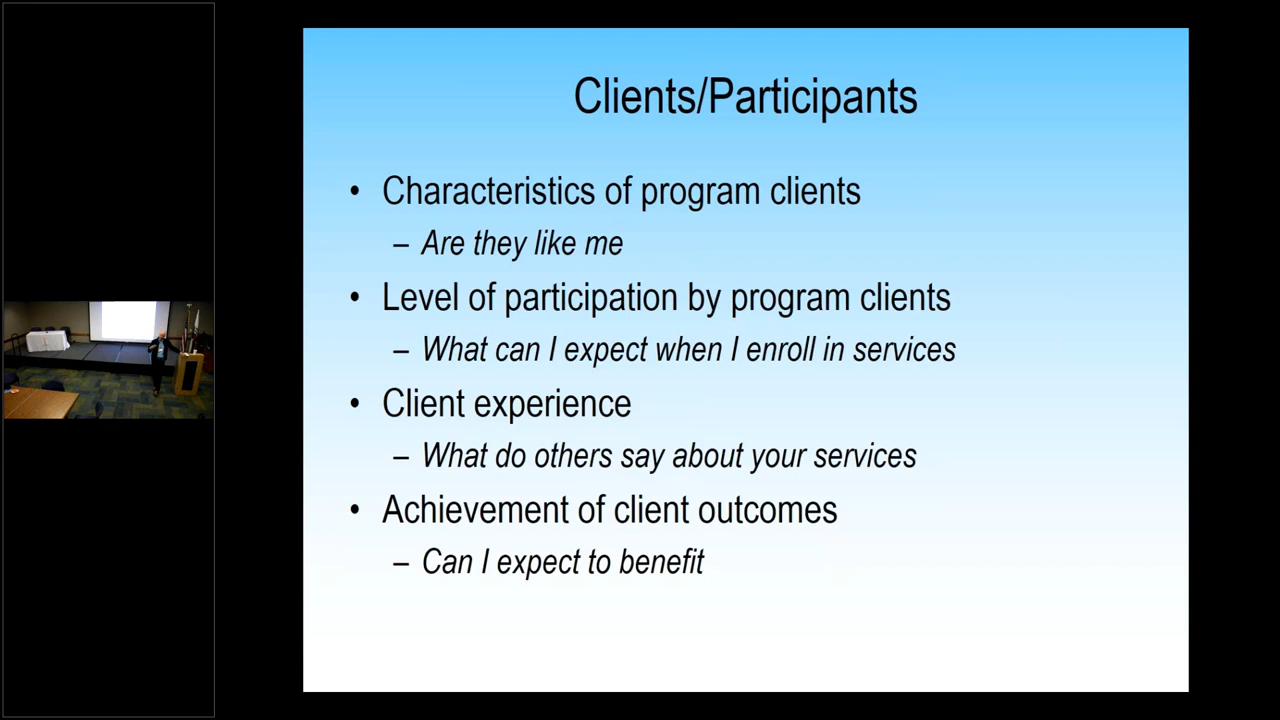 Clients/Participants
• Characteristics of program clients
– Are they like me
• Level of participation by program clients
– What can I expect when I enroll in services
• Client experience
– What do others say about your services
• Achievement of client outcomes
– Can I expect to benefit